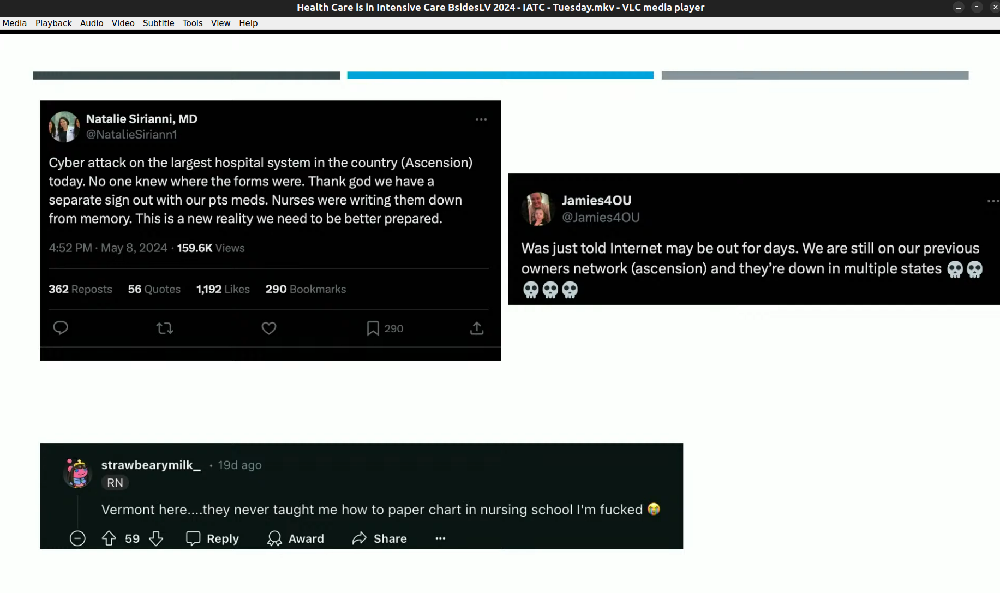 Health Care is in Intensive Care BsidesLV 2024 - IATC - Tuesday.mkv - VLC media player
Media Playback Audio Video Subtitle Tools View Help
Natalie Sirianni, MD
@NatalieSiriann1
Cyber attack on the largest hospital system in the country (Ascension)
today. No one knew where the forms were. Thank god we have a
separate sign out with our pts meds. Nurses were writing them down
from memory. This is a new reality we need to be better prepared.
4:52 PM · May 8, 2024 · 159.6K Views
362 Reposts 56 Quotes 1,192 Likes 290 Bookmarks
290
Jamies4OU
@Jamies4OU
Was just told Internet may be out for days. We are still on our previous
owners network (ascension) and they’re down in multiple states 💀💀
💀💀💀
strawbearymilk_ · 19d ago
RN
Vermont here....they never taught me how to paper chart in nursing school I'm fucked 😭
59 Reply Award Share